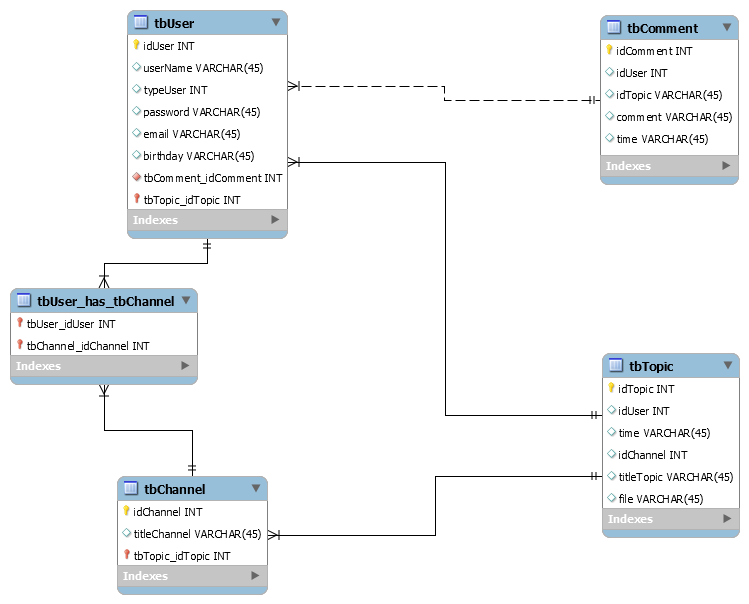 tbUser
idUser INT
userName VARCHAR(45)
typeUser INT
password VARCHAR(45)
email VARCHAR(45)
birthday VARCHAR(45)
tbComment_idComment INT
tbTopic_idTopic INT
Indexes
tbComment
idComment INT
idUser INT
idTopic VARCHAR(45)
comment VARCHAR(45)
time VARCHAR(45)
Indexes
tbUser_has_tbChannel
tbUser_idUser INT
tbChannel_idChannel INT
Indexes
tbTopic
idTopic INT
idUser INT
time VARCHAR(45)
idChannel INT
titleTopic VARCHAR(45)
file VARCHAR(45)
Indexes
tbChannel
idChannel INT
titleChannel VARCHAR(45)
tbTopic_idTopic INT
Indexes